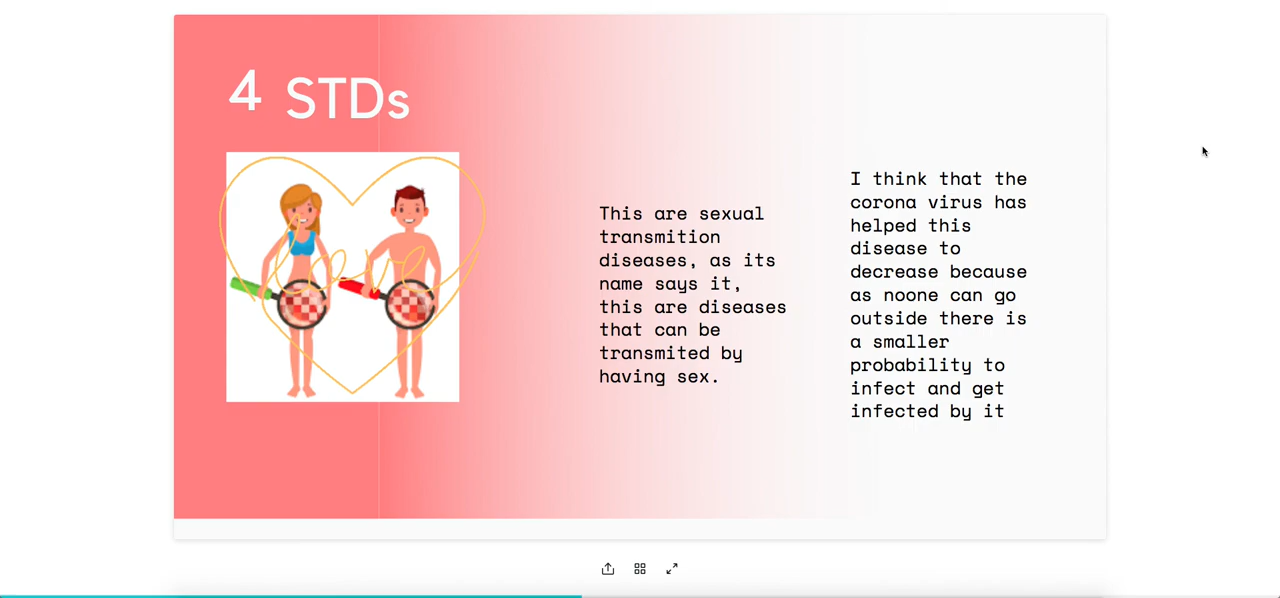 4 STDs
love
This are sexual
transmition
diseases, as its
name says it,
this are diseases
that can be
transmited by
having sex.
I think that the
corona virus has
helped this
disease to
decrease because
as noone can go
outside there is
a smaller
probability to
infect and get
infected by it